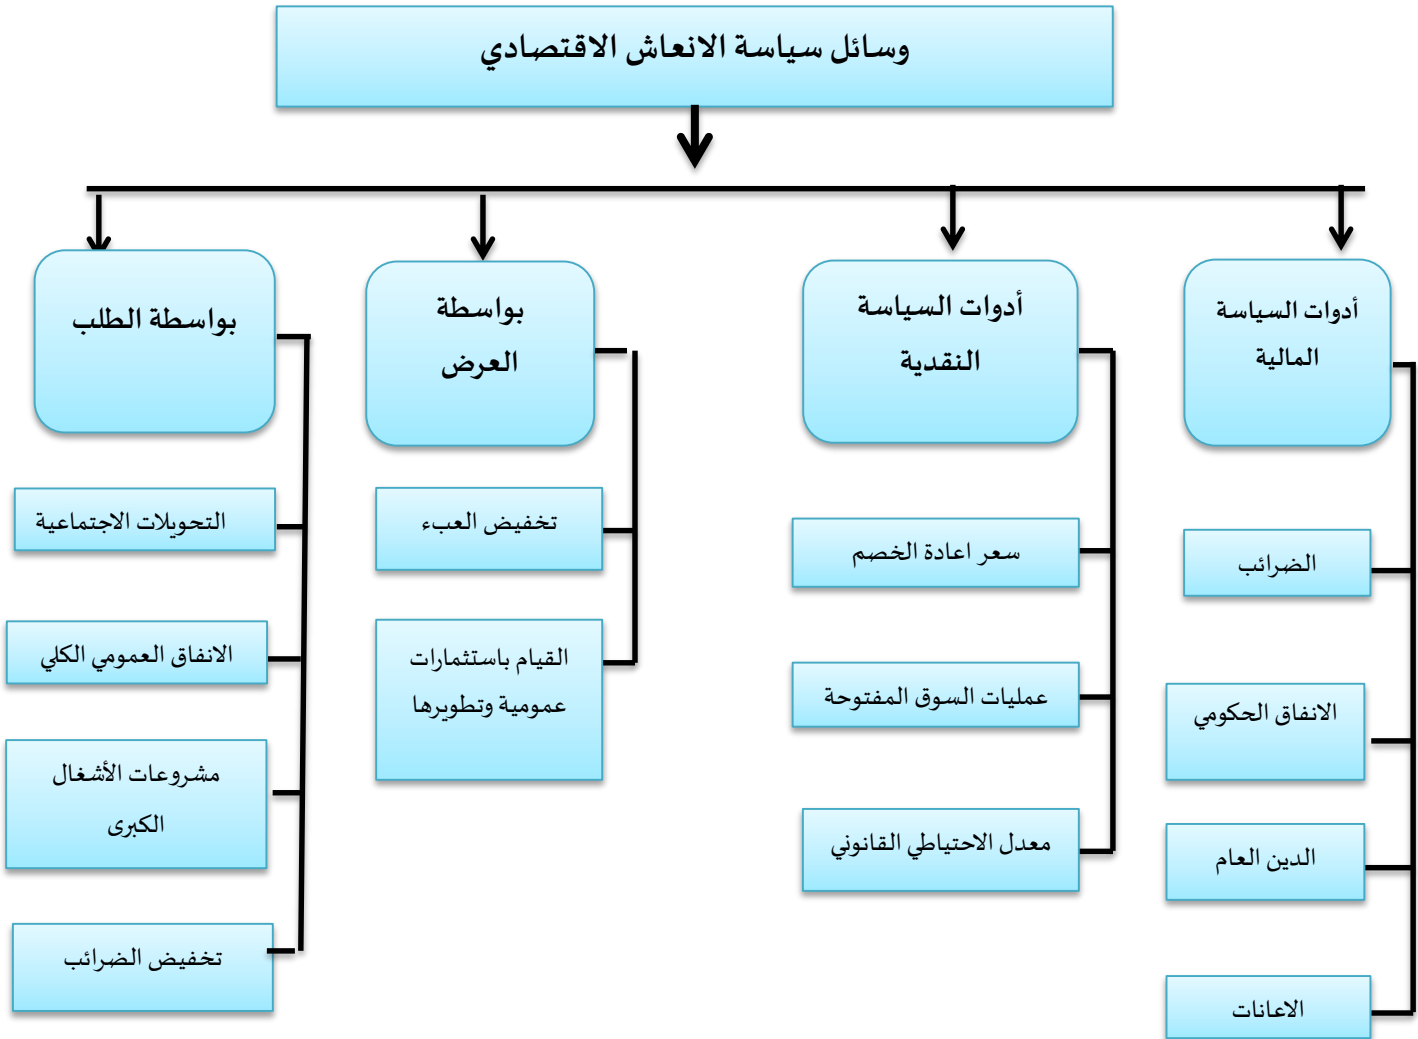 وسائل سياسة الانعاش الاقتصادي
أدوات السياسة
المالية
الضرائب
الانفاق الحكومي
الدين العام
الاعانات
أدوات السياسة
النقدية
سعر اعادة الخصم
عمليات السوق المفتوحة
معدل الاحتياطي القانوني
بواسطة
العرض
تخفيض العبء
القيام باستثمارات
عمومية وتطويرها
بواسطة الطلب
التحويلات الاجتماعية
الانفاق العمومي الكلي
مشروعات الأشغال
الكبرى
تخفيض الضرائب